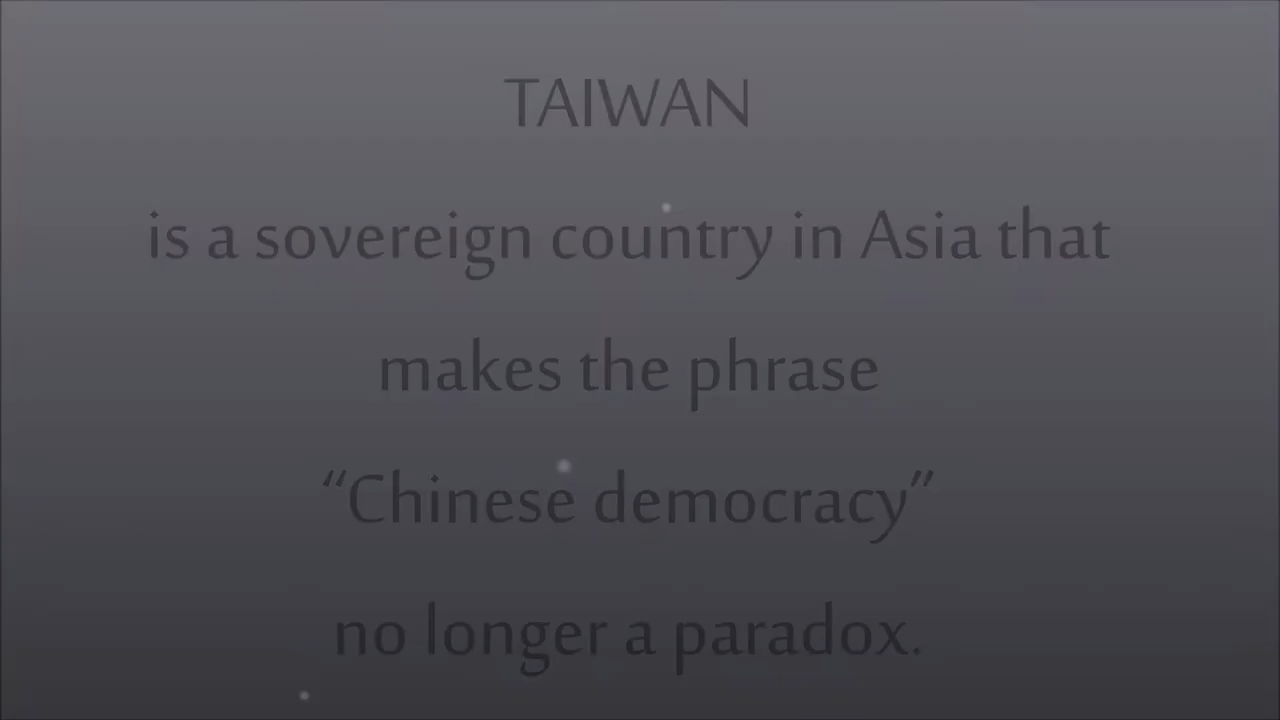 TAIWAN
is a sovereign country in Asia that
makes the phrase
“Chinese democracy”
no longer a paradox.